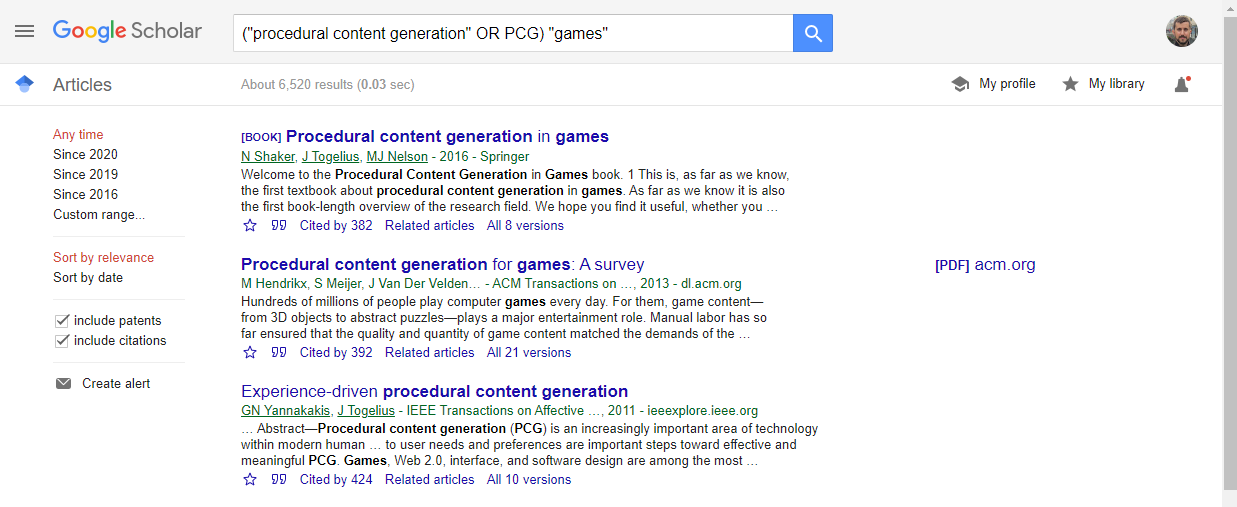 Google Scholar
("procedural content generation" OR PCG) "games"
Articles
About 6,520 results (0.03 sec)
My profile
My library
Any time
Since 2020
Since 2019
Since 2016
Custom range...
Sort by relevance
Sort by date
include patents
include citations
Create alert
[BOOK] Procedural content generation in games
N Shaker, J Togelius, MJ Nelson - 2016 - Springer
Welcome to the Procedural Content Generation in Games book. 1 This is, as far as we know,
the first textbook about procedural content generation in games. As far as we know it is also
the first book-length overview of the research field. We hope you find it useful, whether you …
Cited by 382 Related articles All 8 versions
Procedural content generation for games: A survey
[PDF] acm.org
M Hendrikx, S Meijer, J Van Der Velden… - ACM Transactions on …, 2013 - dl.acm.org
Hundreds of millions of people play computer games every day. For them, game content—
from 3D objects to abstract puzzles—plays a major entertainment role. Manual labor has so
far ensured that the quality and quantity of game content matched the demands of the …
Cited by 392 Related articles All 21 versions
Experience-driven procedural content generation
GN Yannakakis, J Togelius - IEEE Transactions on Affective …, 2011 - ieeexplore.ieee.org
… Abstract—Procedural content generation (PCG) is an increasingly important area of technology
within modern human … to user needs and preferences are important steps toward effective and
meaningful PCG. Games, Web 2.0, interface, and software design are among the most …
Cited by 424 Related articles All 10 versions